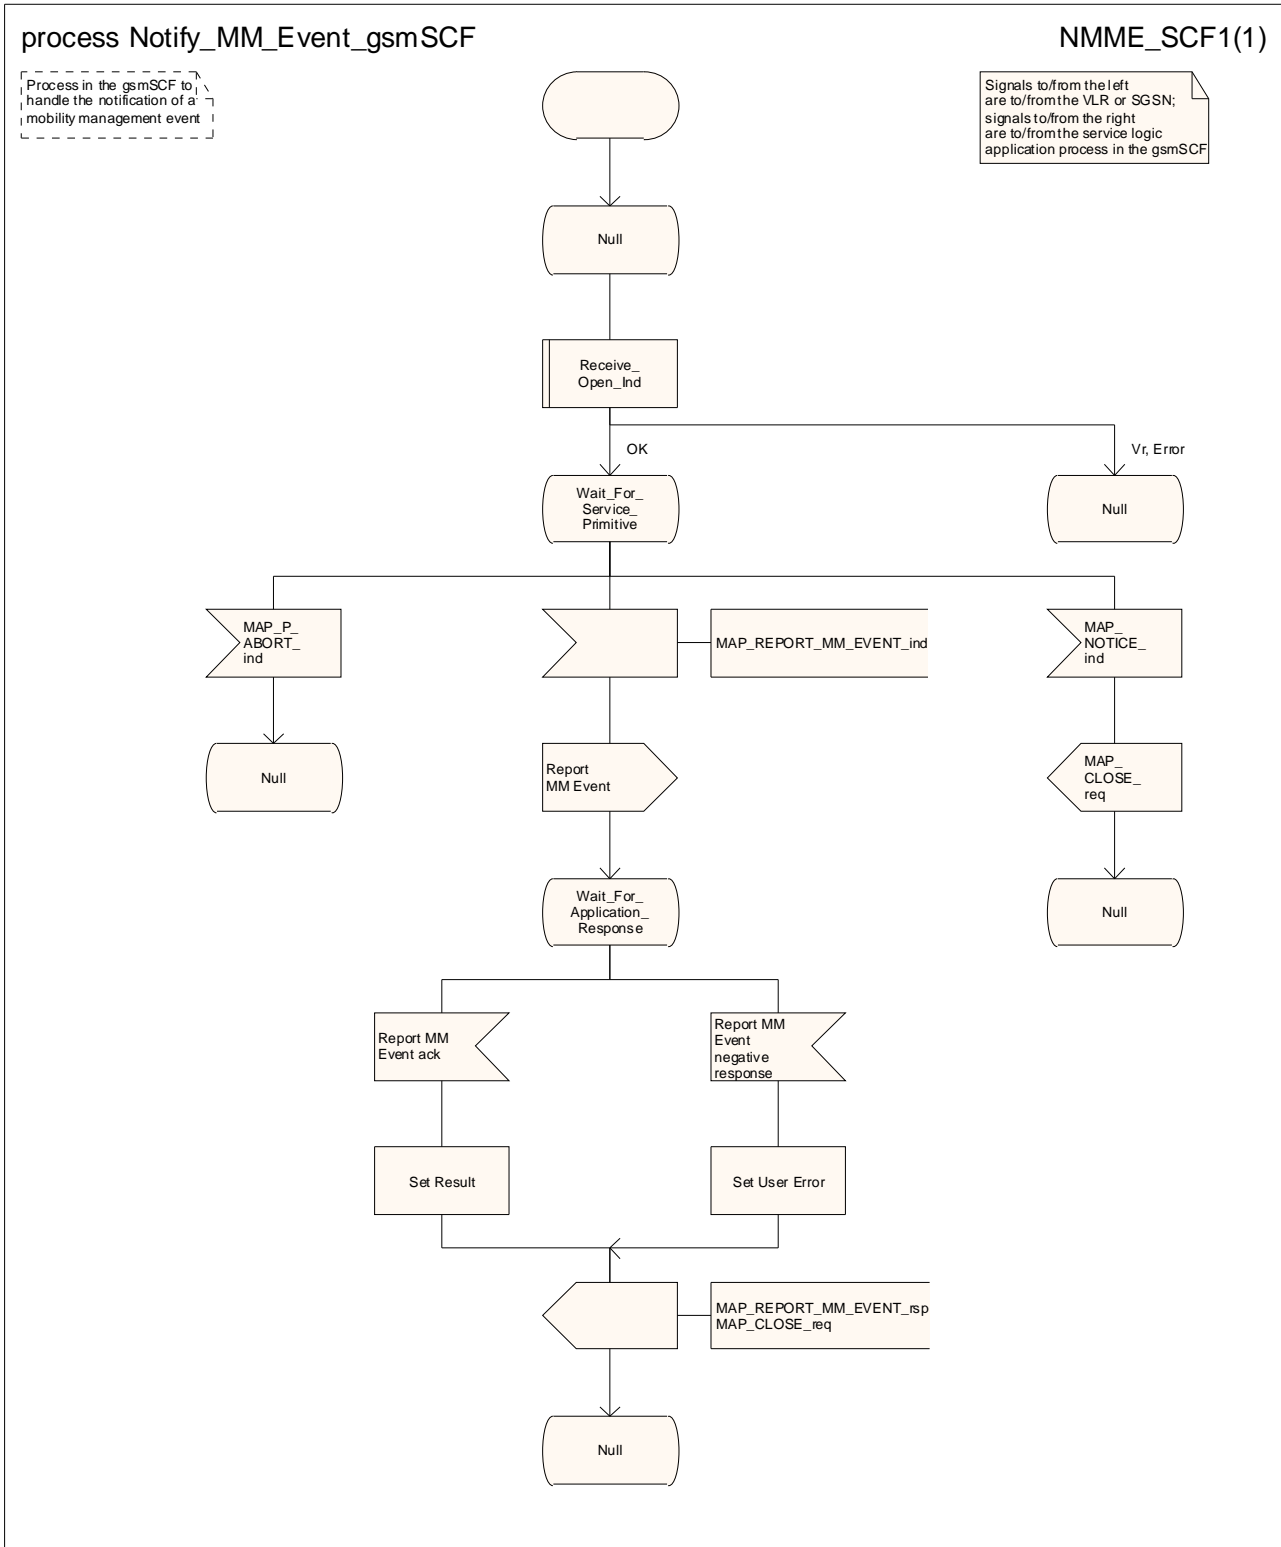 process Notify_MM_Event_gsmSCF
NMME_SCF1(1)
Process in the gsmSCF to
handle the notification of a
mobility management event
Signals to/from the left
are to/from the VLR or SGSN;
signals to/from the right
are to/from the service logic
application process in the gsmSCF
Null
Receive_
Open_Ind
OK
Vr, Error
Wait_For_
Service_
Primitive
Null
MAP_P_
ABORT_
ind
MAP_REPORT_MM_EVENT_ind
MAP_
NOTICE_
ind
Null
Report
MM Event
MAP_
CLOSE_
req
Wait_For_
Application_
Response
Null
Report MM
Event ack
Report MM
Event
negative
response
Set Result
Set User Error
MAP_REPORT_MM_EVENT_rsp
MAP_CLOSE_req
Null